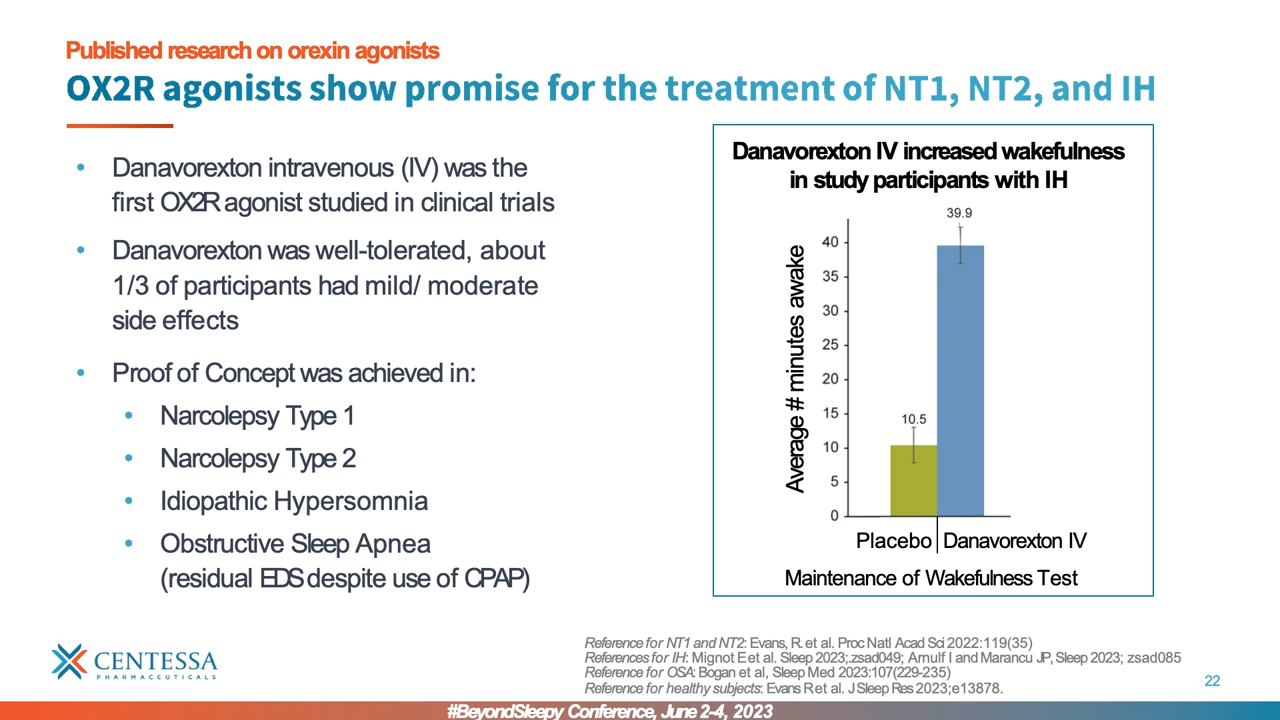 Published research on orexin agonists
OX2R agonists show promise for the treatment of NT1, NT2, and IH
• Danavorexton intravenous (IV) was the
first OX2R agonist studied in clinical trials
• Danavorexton was well-tolerated, about
1/3 of participants had mild/ moderate
side effects
• Proof of Concept was achieved in:
• Narcolepsy Type 1
• Narcolepsy Type 2
• Idiopathic Hypersomnia
• Obstructive Sleep Apnea
(residual EDS despite use of CPAP)
Danavorexton IV increased wakefulness
in study participants with IH
Average # minutes awake
40
35
30
25
20
15
10
5
0
10.5
39.9
Placebo
Danavorexton IV
Maintenance of Wakefulness Test
CENTESSA
PHARMACEUTICALS
Reference for NT1 and NT2: Evans, R. et al. Proc Natl Acad Sci 2022:119(35)
References for IH: Mignot E et al. Sleep 2023;.zsad049; Arnulf I and Marancu JP, Sleep 2023; zsad085
Reference for OSA: Bogan et al, Sleep Med 2023:107(229-235)
Reference for healthy subjects: Evans R et al. J Sleep Res 2023;e13878.
22
#BeyondSleepy Conference, June 2-4, 2023